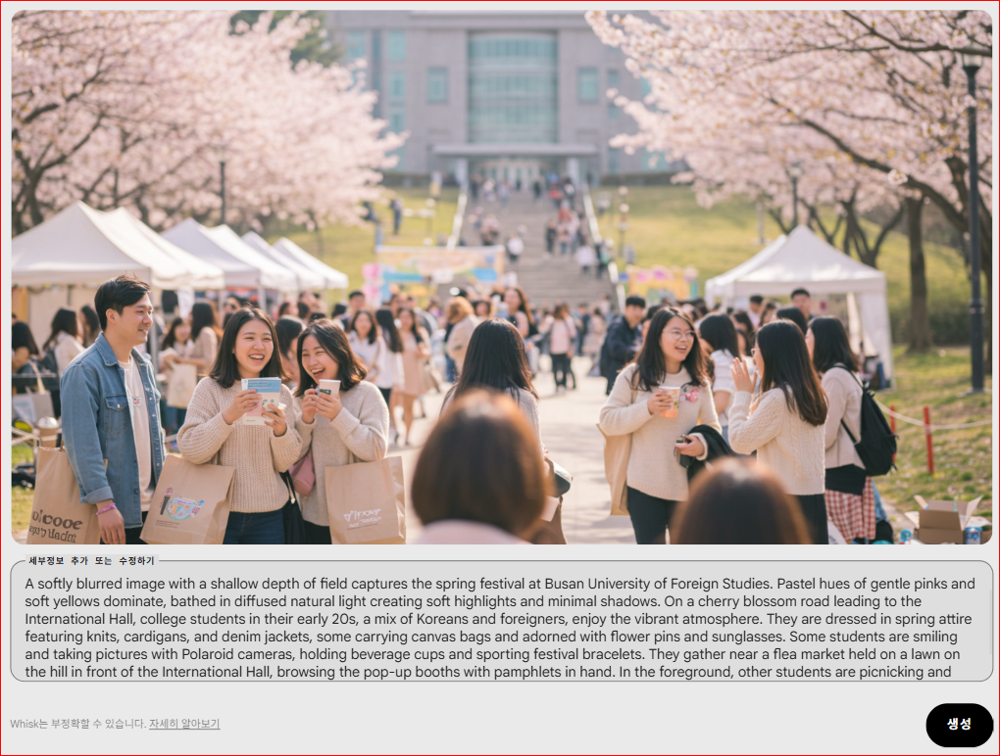 세부정보 추가 또는 수정하기
A softly blurred image with a shallow depth of field captures the spring festival at Busan University of Foreign Studies. Pastel hues of gentle pinks and
soft yellows dominate, bathed in diffused natural light creating soft highlights and minimal shadows. On a cherry blossom road leading to the
International Hall, college students in their early 20s, a mix of Koreans and foreigners, enjoy the vibrant atmosphere. They are dressed in spring attire
featuring knits, cardigans, and denim jackets, some carrying canvas bags and adorned with flower pins and sunglasses. Some students are smiling
and taking pictures with Polaroid cameras, holding beverage cups and sporting festival bracelets. They gather near a flea market held on a lawn on
the hill in front of the International Hall, browsing the pop-up booths with pamphlets in hand. In the foreground, other students are picnicking and
Whisk는 부정확할 수 있습니다. 자세히 알아보기
생성